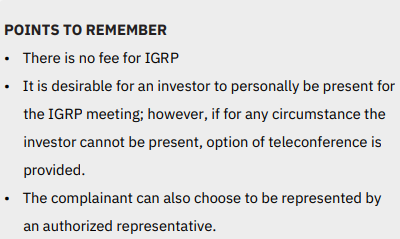 POINTS TO REMEMBER
• There is no fee for IGRP
• It is desirable for an investor to personally be present for
the IGRP meeting; however, if for any circumstance the
investor cannot be present, option of teleconference is
provided.
• The complainant can also choose to be represented by
an authorized representative.